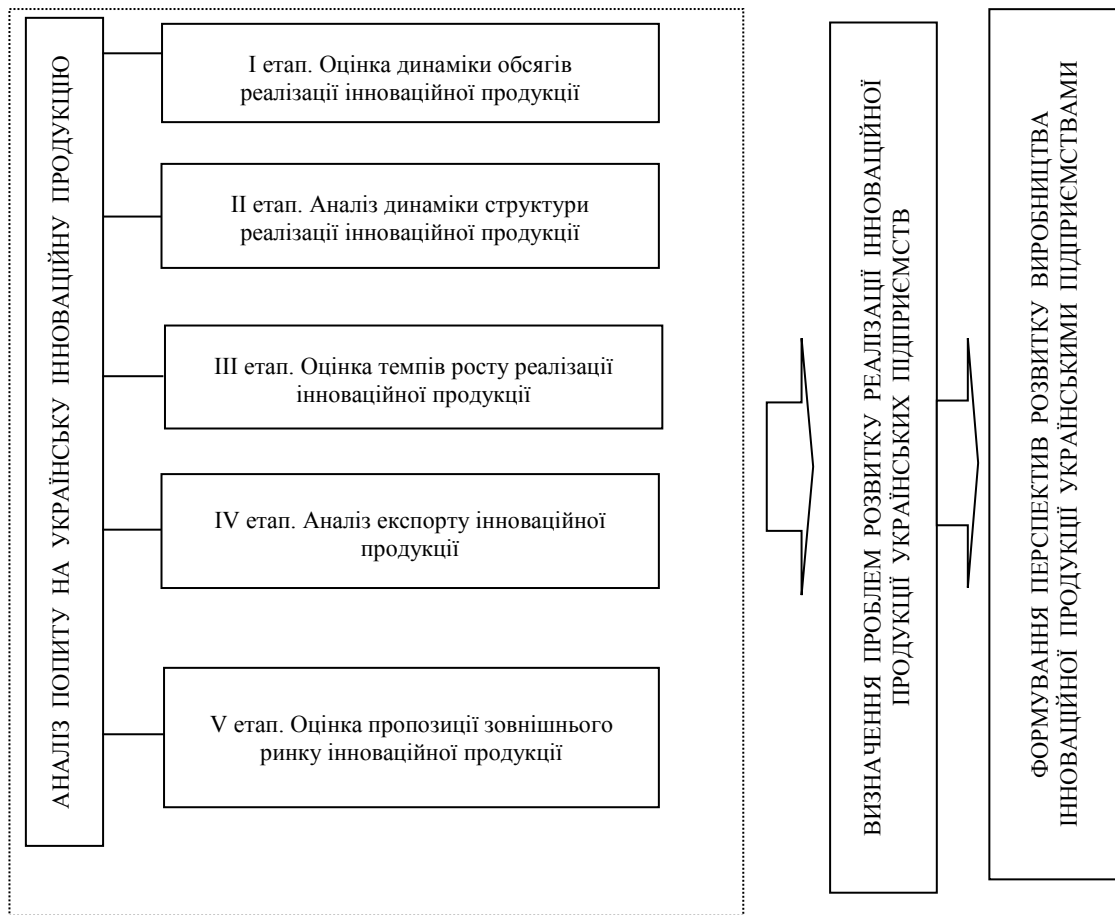 АНАЛІЗ ПОПИТУ НА УКРАЇНСЬКУ ІННОВАЦІЙНУ ПРОДУКЦІЮ
І етап. Оцінка динаміки обсягів
реалізації інноваційної продукції
ІІ етап. Аналіз динаміки структури
реалізації інноваційної продукції
ІІІ етап. Оцінка темпів росту реалізації
інноваційної продукції
IV етап. Аналіз експорту інноваційної
продукції
V етап. Оцінка пропозиції зовнішнього
ринку інноваційної продукції
ВИЗНАЧЕННЯ ПРОБЛЕМ РОЗВИТКУ РЕАЛІЗАЦІЇ ІННОВАЦІЙНОЇ
ПРОДУКЦІЇ УКРАЇНСЬКИХ ПІДПРИЄМСТВ
ФОРМУВАННЯ ПЕРСПЕКТИВ РОЗВИТКУ ВИРОБНИЦТВА
ІННОВАЦІЙНОЇ ПРОДУКЦІЇ УКРАЇНСЬКИМИ ПІДПРИЄМСТВАМИ